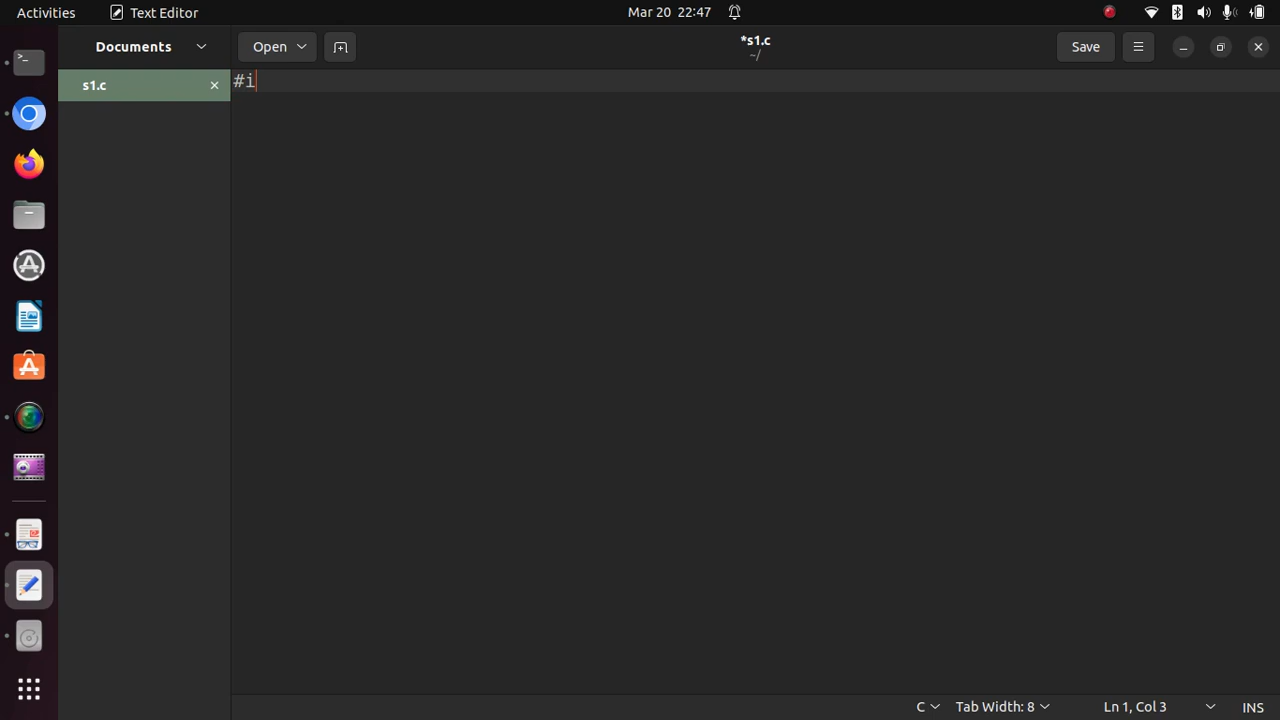 Activities Text Editor Mar 20 22:47
Documents Open *s1.c Save
~/
s1.c #i
C Tab Width: 8 Ln 1, Col 3 INS